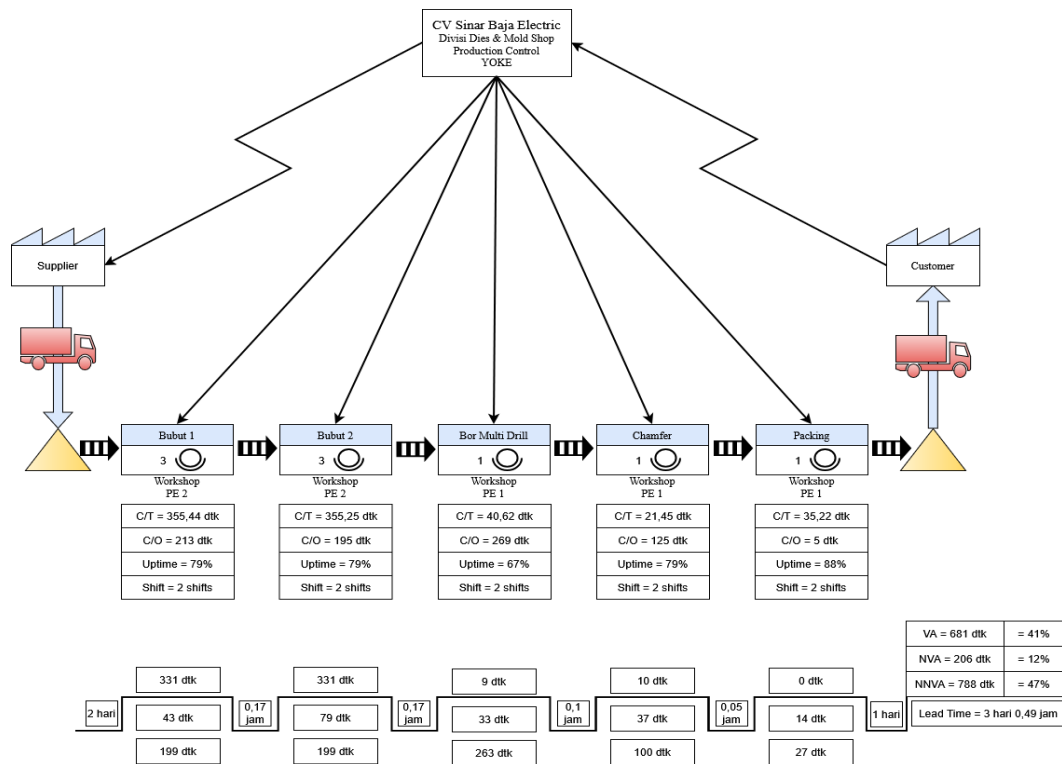 CV Sinar Baja Electric
Divisi Dies & Mold Shop
Production Control
YOKE
Supplier
Customer
Bubut 1
3
Workshop
PE 2
C/T = 355,44 dtk
C/O = 213 dtk
Uptime = 79%
Shift = 2 shifts
Bubut 2
3
Workshop
PE 2
C/T = 355,25 dtk
C/O = 195 dtk
Uptime = 79%
Shift = 2 shifts
Bor Multi Drill
1
Workshop
PE 1
C/T = 40,62 dtk
C/O = 269 dtk
Uptime = 67%
Shift = 2 shifts
Chamfer
1
Workshop
PE 1
C/T = 21,45 dtk
C/O = 125 dtk
Uptime = 79%
Shift = 2 shifts
Packing
1
Workshop
PE 1
C/T = 35,22 dtk
C/O = 5 dtk
Uptime = 88%
Shift = 2 shifts
2 hari
331 dtk
43 dtk
199 dtk
0,17
jam
331 dtk
79 dtk
199 dtk
0,17
jam
9 dtk
33 dtk
263 dtk
0,1
jam
10 dtk
37 dtk
100 dtk
0,05
jam
0 dtk
14 dtk
27 dtk
1 hari
VA = 681 dtk = 41%
NVA = 206 dtk = 12%
NNVA = 788 dtk = 47%
Lead Time = 3 hari 0,49 jam